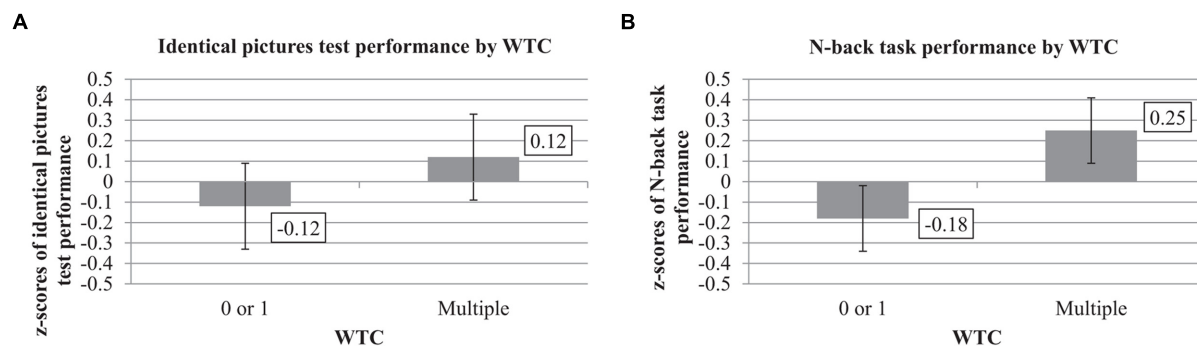 A
Identical pictures test performance by WTC
z-scores of identical pictures
test performance
0.5
0.4
0.3
0.2
0.1
0
-0.1
-0.2
-0.3
-0.4
-0.5
0.12
-0.12
0 or 1
Multiple
WTC
B
N-back task performance by WTC
z-scores of N-back task
performance
0.5
0.4
0.3
0.2
0.1
0
-0.1
-0.2
-0.3
-0.4
-0.5
0.25
-0.18
0 or 1
Multiple
WTC